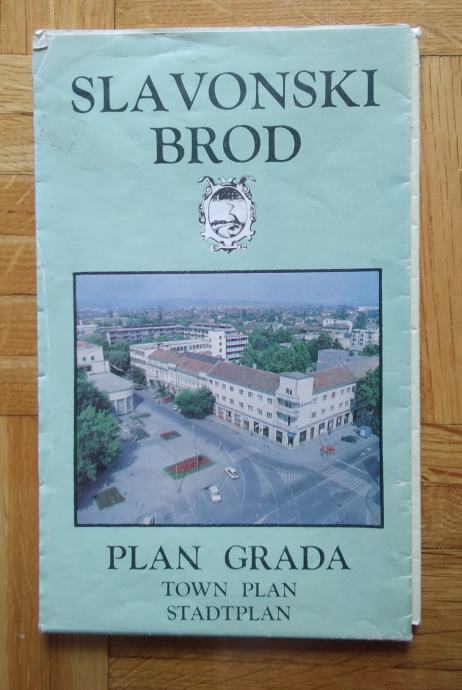 SLAVONSKI
BROD
PLAN GRADA
TOWN PLAN
STADTPLAN